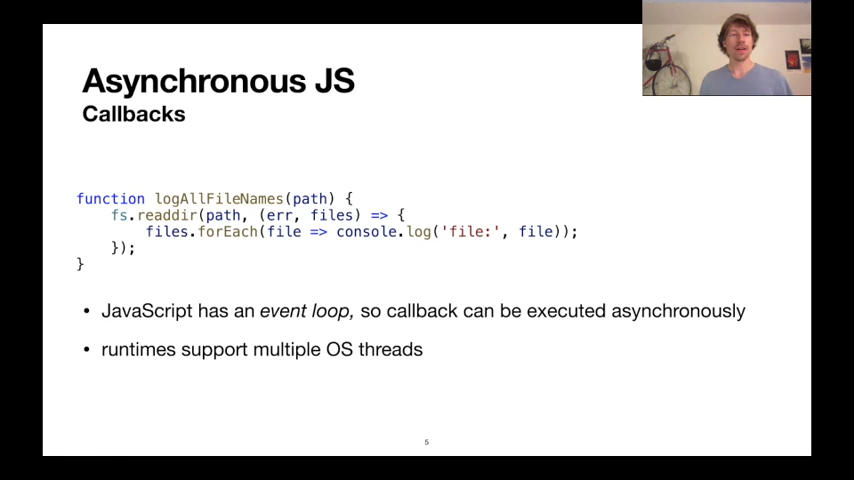 Asynchronous JS
Callbacks
function logAllFileNames(path) {
    fs.readdir(path, (err, files) => {
        files.forEach(file => console.log('file:', file));
    });
}
• JavaScript has an event loop, so callback can be executed asynchronously
• runtimes support multiple OS threads
5